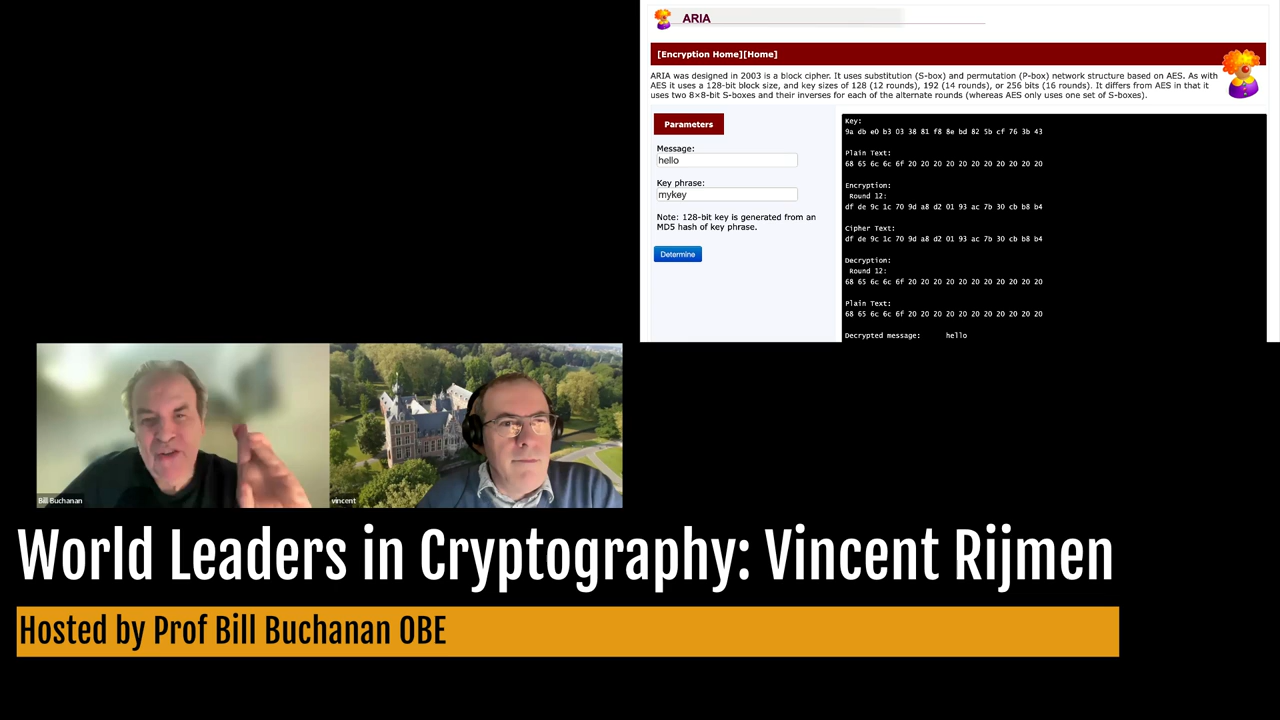 ARIA
[Encryption Home][Home]
ARIA was designed in 2003 is a block cipher. It uses substitution (S-box) and permutation (P-box) network structure based on AES. As with
AES it uses a 128-bit block size, and key sizes of 128 (12 rounds), 192 (14 rounds), or 256 bits (16 rounds). It differs from AES in that it
uses two 8×8-bit S-boxes and their inverses for each of the alternate rounds (whereas AES only uses one set of S-boxes).
Parameters
Message:
hello
Key phrase:
mykey
Note: 128-bit key is generated from an
MD5 hash of key phrase.
Determine
Key:
9a db e0 b3 03 38 81 f8 8e bd 82 5b cf 76 3b 43
Plain Text:
68 65 6c 6c 6f 20 20 20 20 20 20 20 20 20 20 20
Encryption:
Round 12:
df de 9c 1c 70 9d a8 d2 01 93 ac 7b 30 cb b8 b4
Cipher Text:
df de 9c 1c 70 9d a8 d2 01 93 ac 7b 30 cb b8 b4
Decryption:
Round 12:
68 65 6c 6c 6f 20 20 20 20 20 20 20 20 20 20 20
Plain Text:
68 65 6c 6c 6f 20 20 20 20 20 20 20 20 20 20 20
Decrypted message: hello
Bill Buchanan
vincent
World Leaders in Cryptography: Vincent Rijmen
Hosted by Prof Bill Buchanan OBE